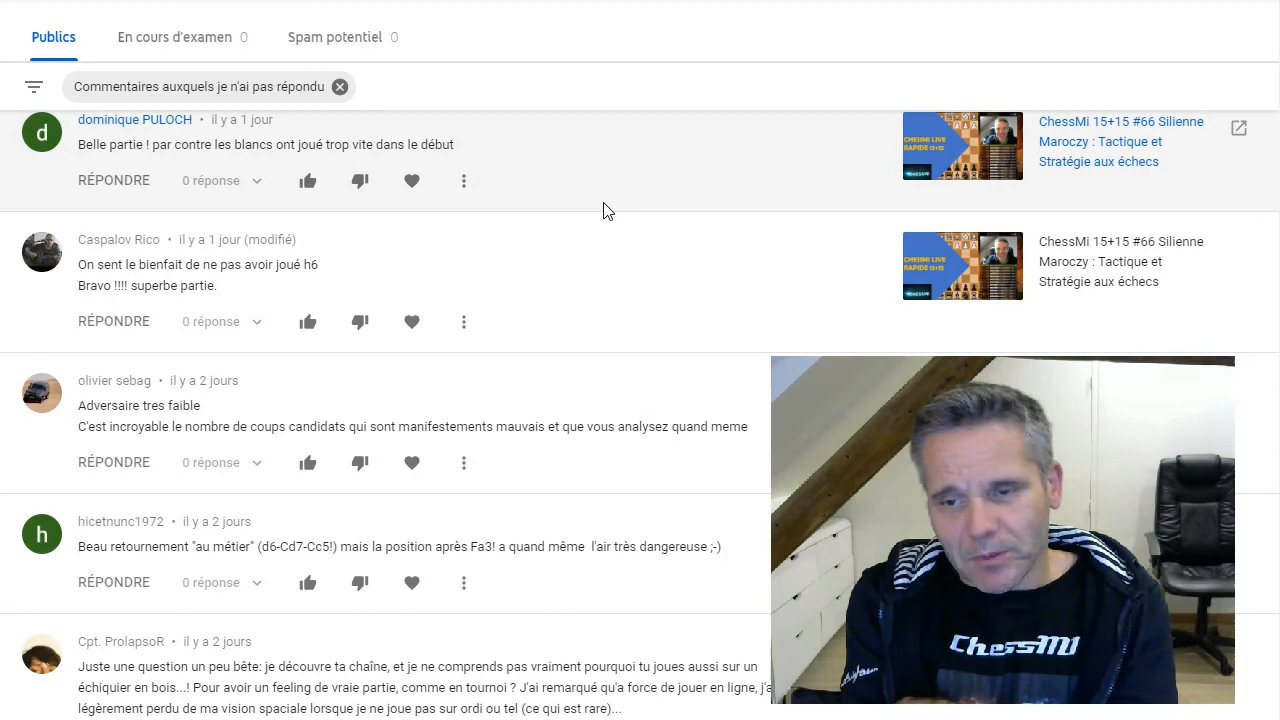 Publics
En cours d'examen 0
Spam potentiel 0
Commentaires auxquels je n'ai pas répondu
d
dominique PULOCH • il y a 1 jour
Belle partie ! par contre les blancs ont joué trop vite dans le début
RÉPONDRE 0 réponse
CHESSMI LIVE
RAPIDE 15+15
ChessMi 15+15 #66 Silienne
Maroczy : Tactique et
Stratégie aux échecs
Caspalov Rico • il y a 1 jour (modifié)
On sent le bienfait de ne pas avoir joué h6
Bravo !!!! superbe partie.
RÉPONDRE 0 réponse
CHESSMI LIVE
RAPIDE 15+15
ChessMi 15+15 #66 Silienne
Maroczy : Tactique et
Stratégie aux échecs
olivier sebag • il y a 2 jours
Adversaire tres faible
C'est incroyable le nombre de coups candidats qui sont manifestements mauvais et que vous analysez quand meme
RÉPONDRE 0 réponse
h
hicetnunc1972 • il y a 2 jours
Beau retournement "au métier" (d6-Cd7-Cc5!) mais la position après Fa3! a quand même l'air très dangereuse ;-)
RÉPONDRE 0 réponse
Cpt. ProlapsoR • il y a 2 jours
Juste une question un peu bête: je découvre ta chaîne, et je ne comprends pas vraiment pourquoi tu joues aussi sur un
échiquier en bois...! Pour avoir un feeling de vraie partie, comme en tournoi ? J'ai remarqué qu'a force de jouer en ligne, j'a
légèrement perdu de ma vision spaciale lorsque je ne joue pas sur ordi ou tel (ce qui est rare)...
ChessMi